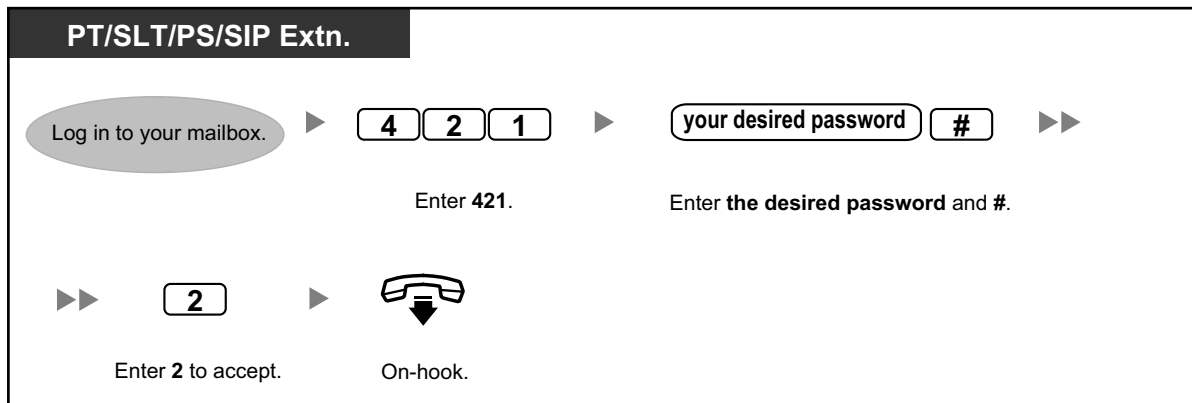 PT/SLT/PS/SIP Extn.
Log in to your mailbox.
4 2 1
your desired password #
Enter 421.
Enter the desired password and #.
2
Enter 2 to accept.
On-hook.